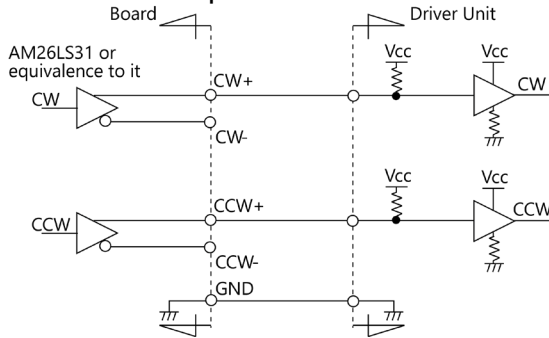 Board
Driver Unit
AM26LS31 or
equivalence to it
Vcc
Vcc
CW
CW+
CW
CW-
Vcc
Vcc
CCW
CCW+
CCW
CCW-
GND